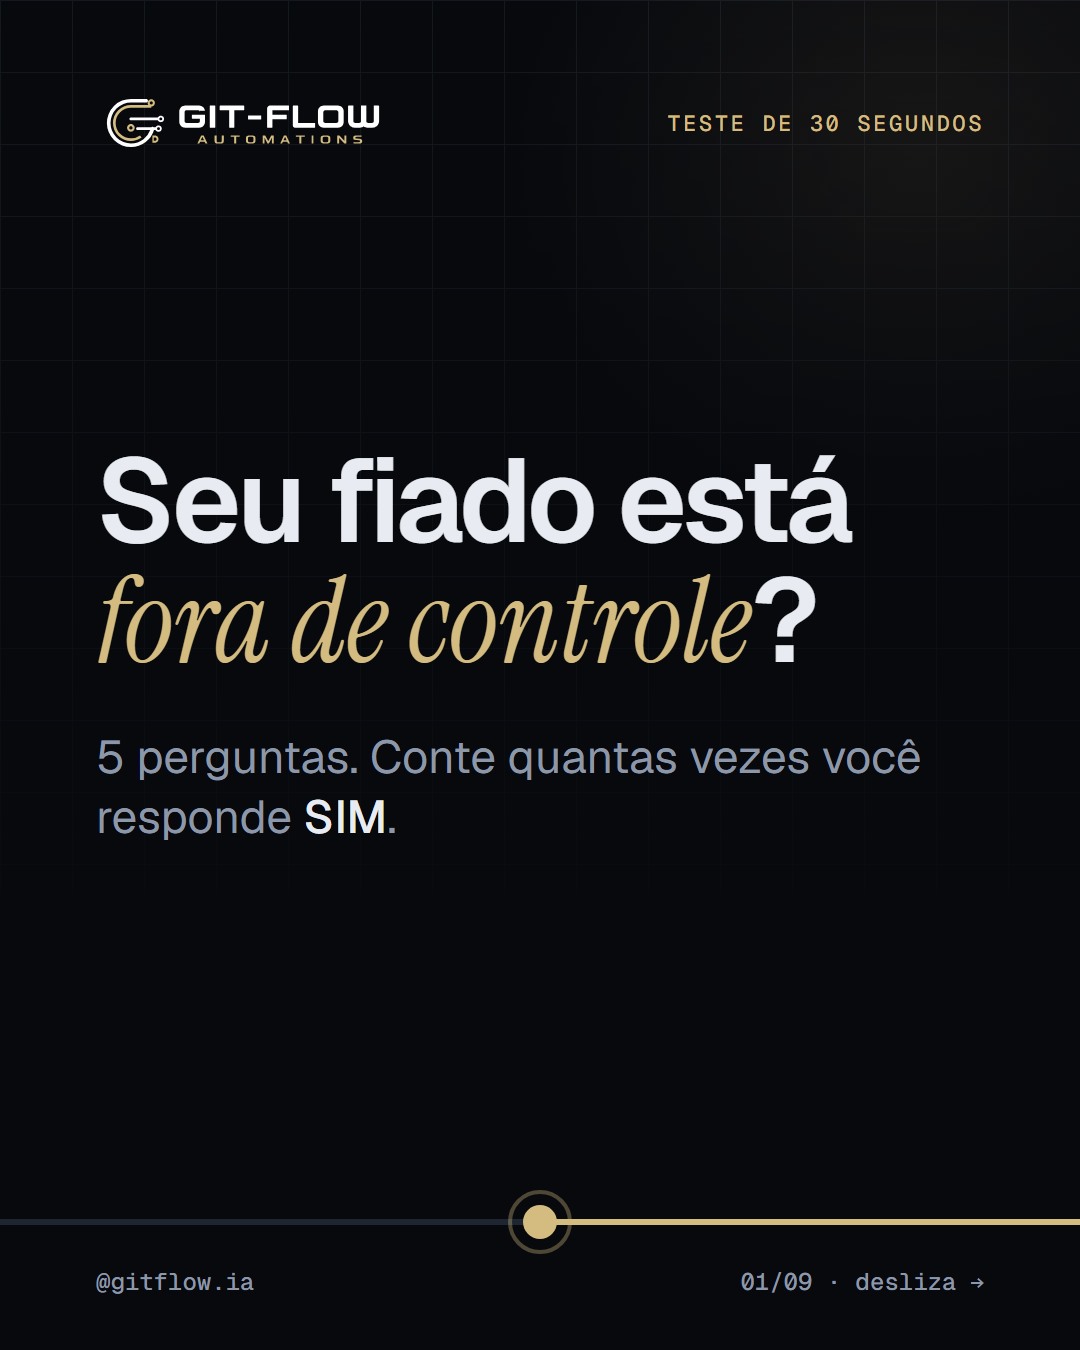 GIT-FLOW
AUTOMATIONS
TESTE DE 30 SEGUNDOS
Seu fiado está
fora de controle?
5 perguntas. Conte quantas vezes você
responde SIM.
@gitflow.ia
01/09 · desliza →